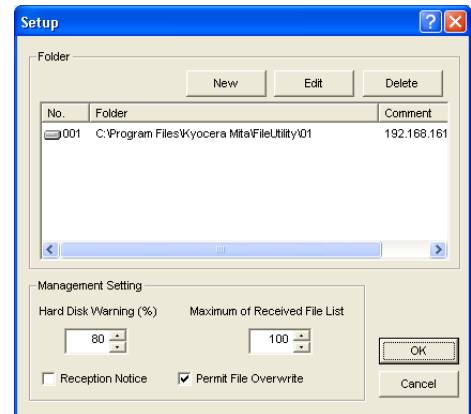 Setup
Folder
New Edit Delete
No. Folder Comment
001 C:\Program Files\Kyocera Mita\FileUtility\01 192.168.161
Management Setting
Hard Disk Warning (%) Maximum of Received File List
80 100
OK
Reception Notice Permit File Overwrite
Cancel